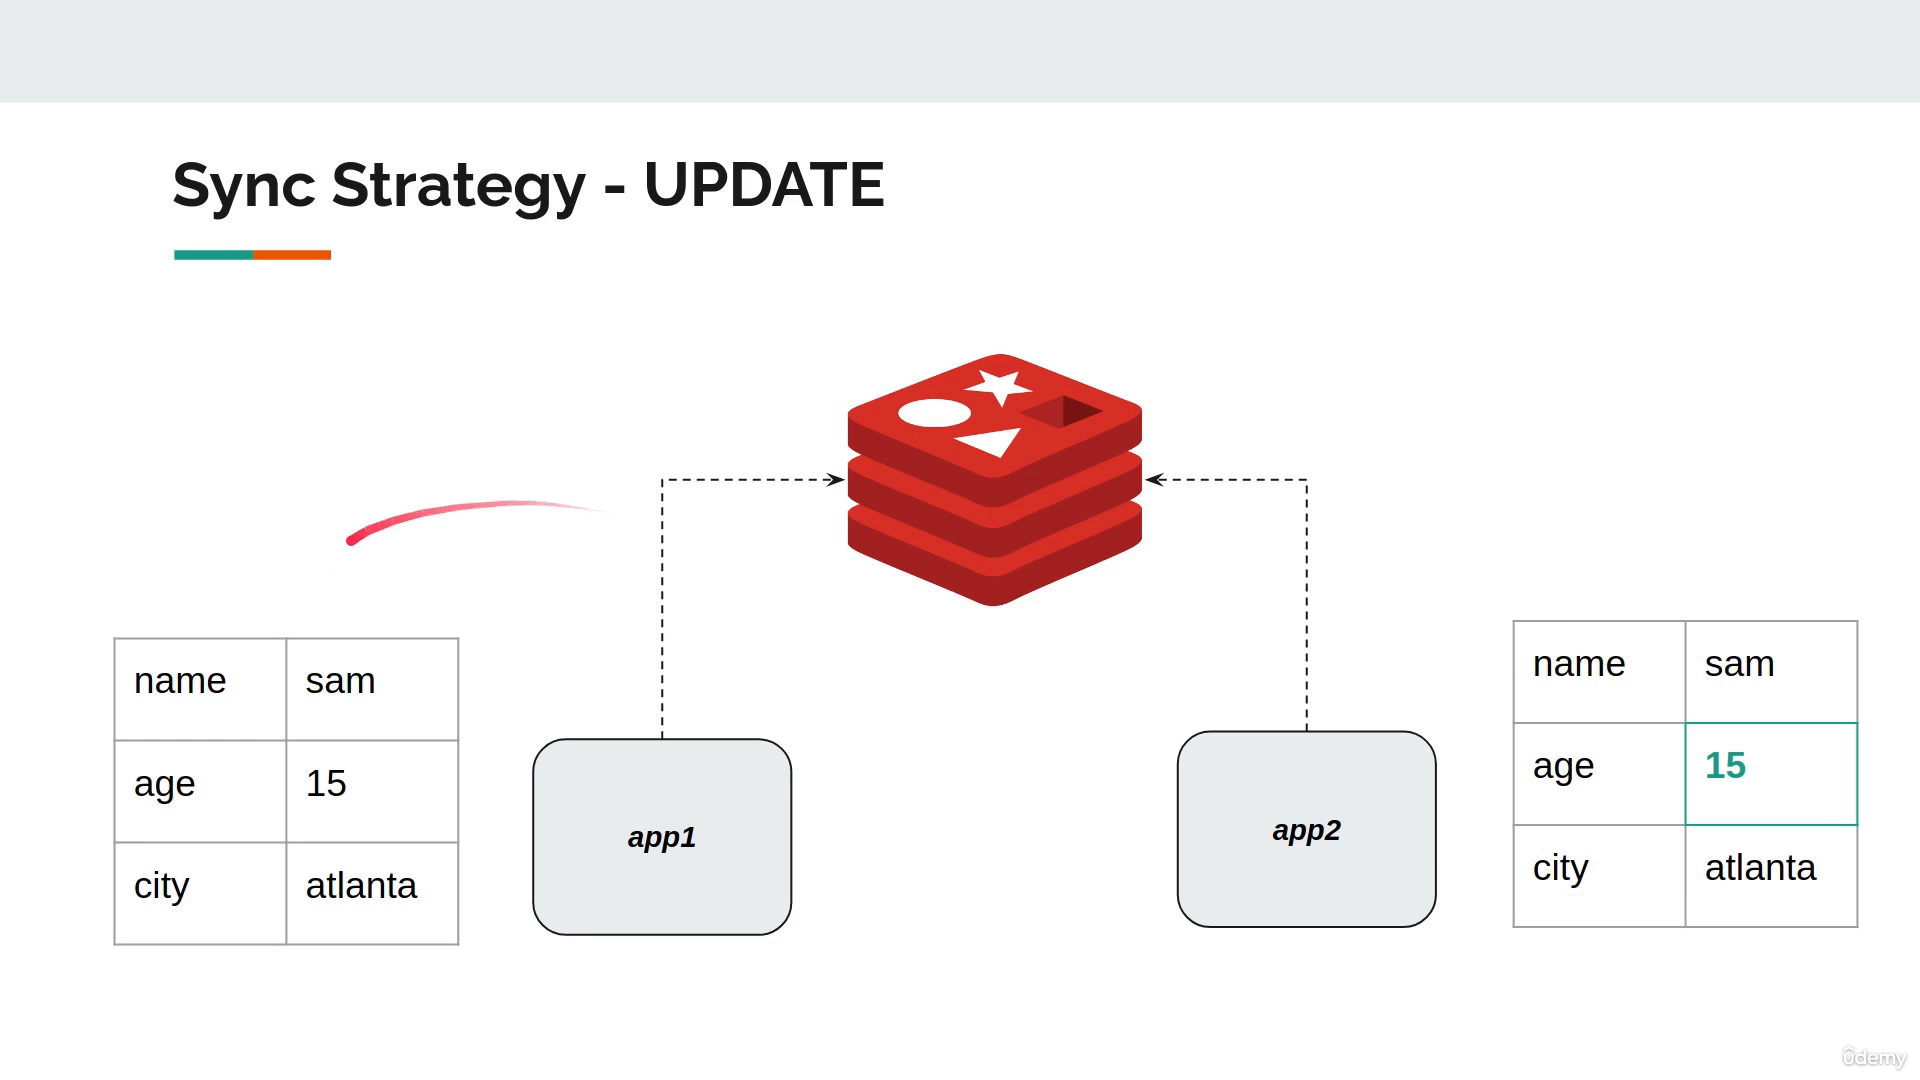 Sync Strategy - UPDATE
name sam
age 15
city atlanta
app1
app2
name sam
age 15
city atlanta
ûdemy